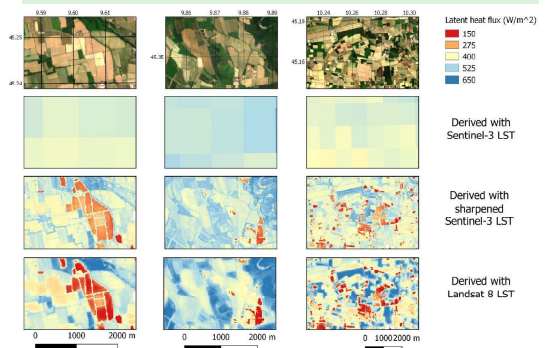 9.59 9.60 9.61
9.86 9.87 9.88 9.89
10.24 10.26 10.28 10.30
45.25
45.24
45.35
45.18
45.16
Latent heat flux (W/m^2)
150
275
400
525
650
Derived with
Sentinel-3 LST
Derived with
sharpened
Sentinel-3 LST
Derived with
Landsat 8 LST
0 1000 2000 m
0 1000 2000 m
0 10002000 m